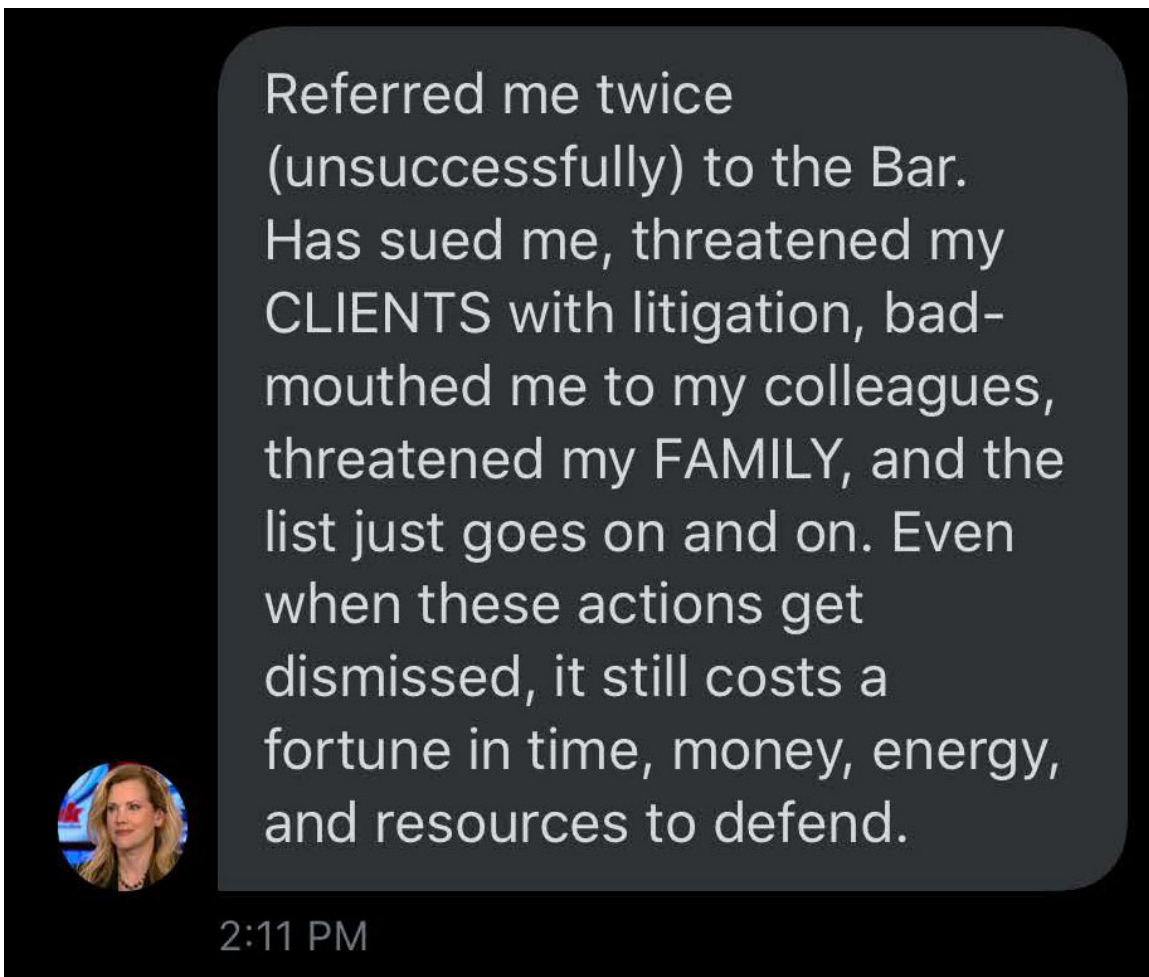 Referred me twice
(unsuccessfully) to the Bar.
Has sued me, threatened my
CLIENTS with litigation, bad-
mouthed me to my colleagues,
threatened my FAMILY, and the
list just goes on and on. Even
when these actions get
dismissed, it still costs a
fortune in time, money, energy,
and resources to defend.
2:11 PM